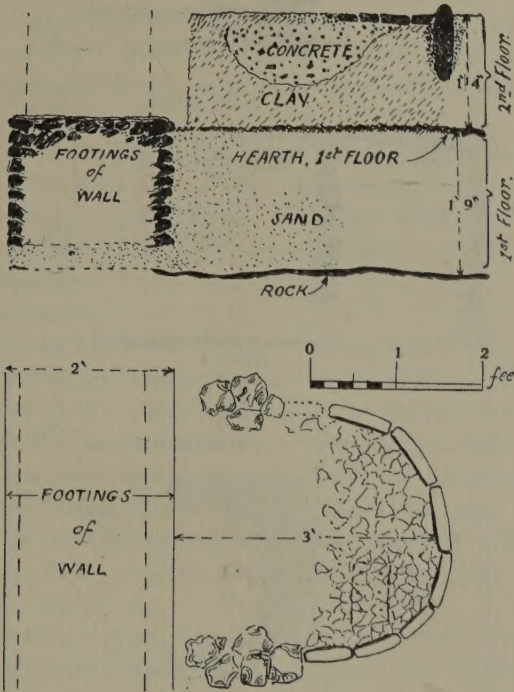 CONCRETE
CLAY
1' 4"
2nd Floor.
FOOTINGS
of
WALL
HEARTH, 1st FLOOR
SAND
1' 9"
1st Floor.
ROCK
0 1 2
feet
2'
FOOTINGS
of
WALL
3'